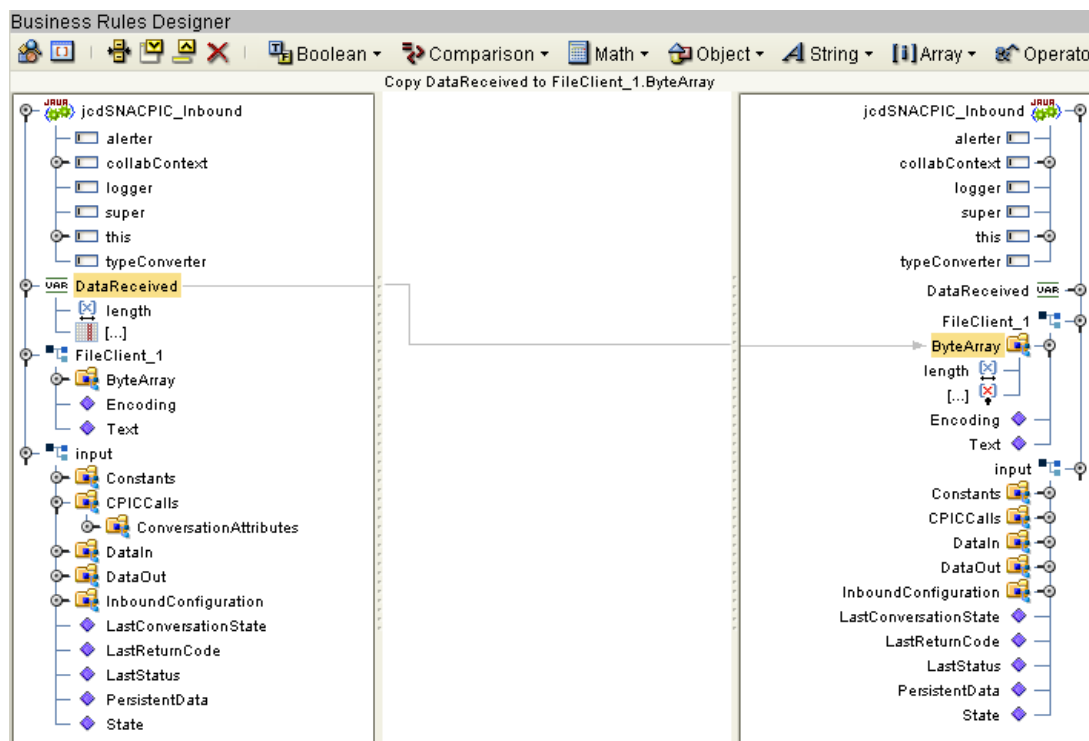 Business Rules Designer
Boolean Comparison Math Object String [i] Array Operato
Copy DataReceived to FileClient_1.ByteArray
JAVA jcdSNACPIC_Inbound
alerter
collabContext
logger
super
this
typeConverter
VAR DataReceived
length
[...]
FileClient_1
ByteArray
Encoding
Text
input
Constants
CPICCalls
ConversationAttributes
DataIn
DataOut
InboundConfiguration
LastConversationState
LastReturnCode
LastStatus
PersistentData
State
jcdSNACPIC_Inbound JAVA
alerter
collabContext
logger
super
this
typeConverter
DataReceived VAR
FileClient_1
ByteArray
length
[...]
Encoding
Text
input
Constants
CPICCalls
DataIn
DataOut
InboundConfiguration
LastConversationState
LastReturnCode
LastStatus
PersistentData
State